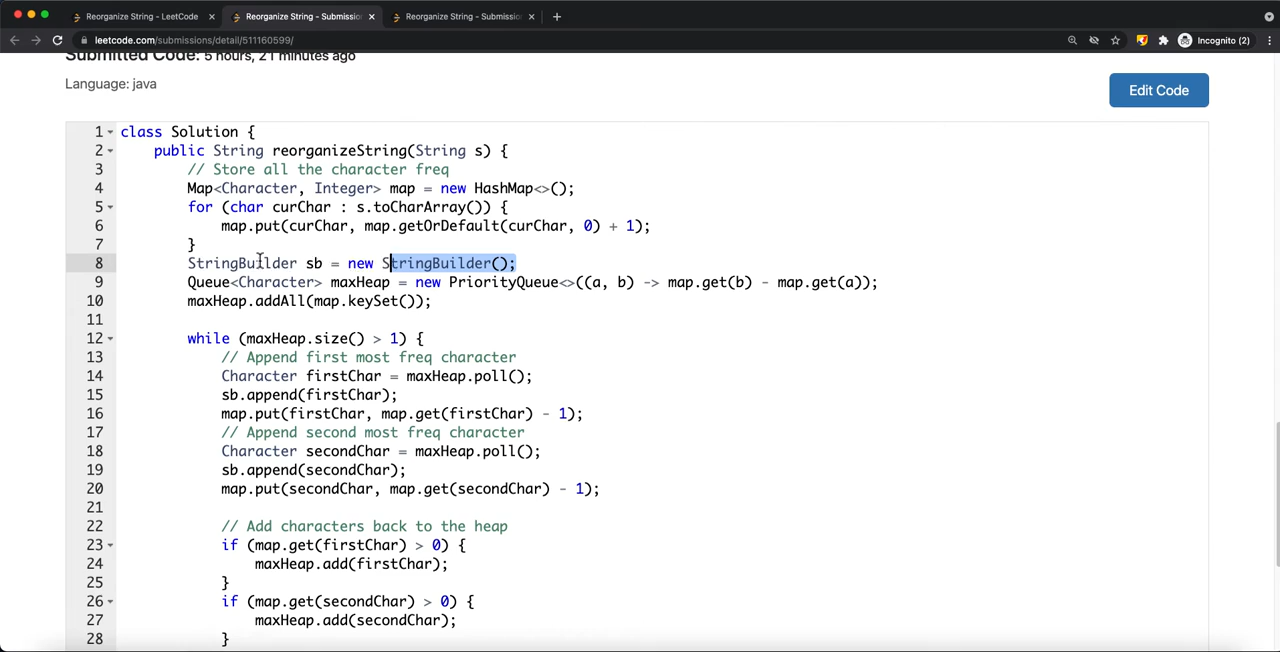 Reorganize String - LeetCode
Reorganize String - Submissio
Reorganize String - Submissio
leetcode.com/submissions/detail/511160599/
Incognito (2)
Submitted Code: 5 hours, 21 minutes ago
Language: java
Edit Code
1 class Solution {
2 public String reorganizeString(String s) {
3 // Store all the character freq
4 Map<Character, Integer> map = new HashMap<>();
5 for (char curChar : s.toCharArray()) {
6 map.put(curChar, map.getOrDefault(curChar, 0) + 1);
7 }
8 StringBuilder sb = new StringBuilder();
9 Queue<Character> maxHeap = new PriorityQueue<>((a, b) -> map.get(b) - map.get(a));
10 maxHeap.addAll(map.keySet());
11
12 while (maxHeap.size() > 1) {
13 // Append first most freq character
14 Character firstChar = maxHeap.poll();
15 sb.append(firstChar);
16 map.put(firstChar, map.get(firstChar) - 1);
17 // Append second most freq character
18 Character secondChar = maxHeap.poll();
19 sb.append(secondChar);
20 map.put(secondChar, map.get(secondChar) - 1);
21
22 // Add characters back to the heap
23 if (map.get(firstChar) > 0) {
24 maxHeap.add(firstChar);
25 }
26 if (map.get(secondChar) > 0) {
27 maxHeap.add(secondChar);
28 }